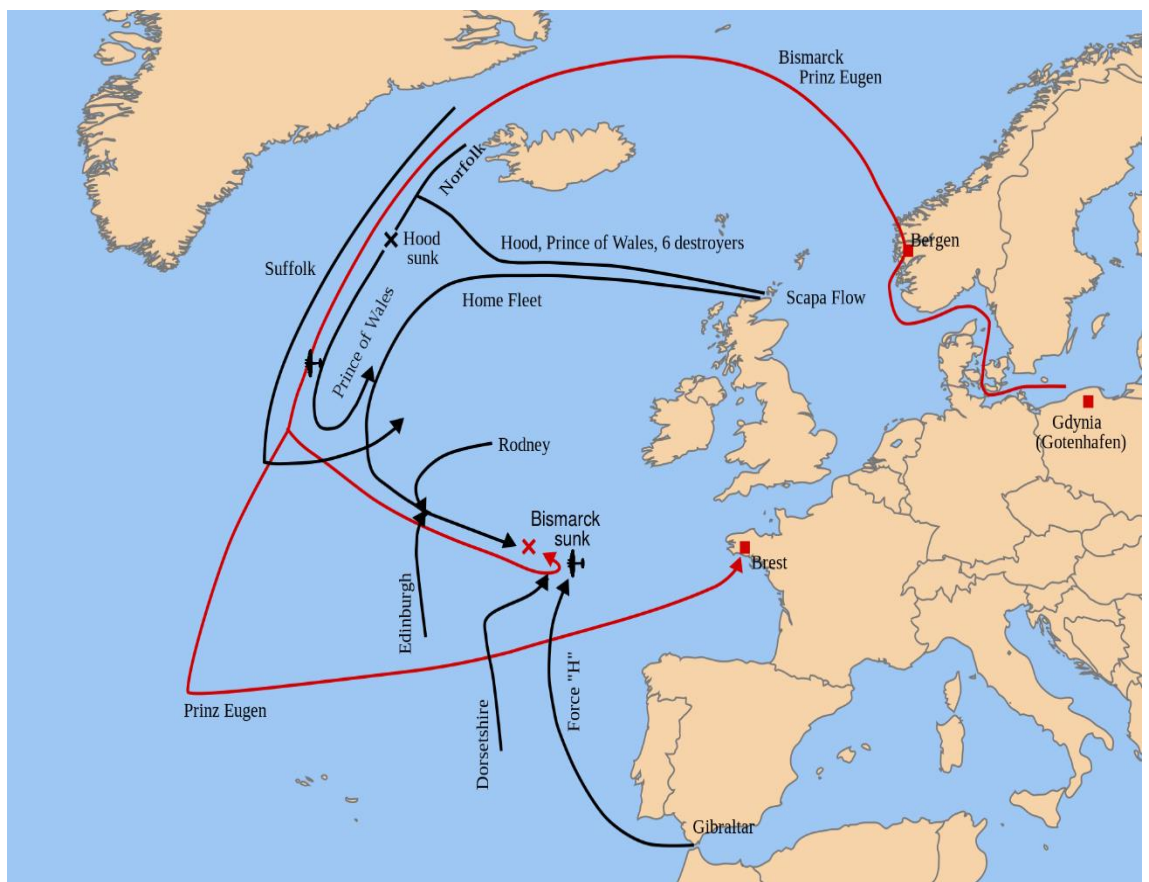 Bismarck
Prinz Eugen
Norfolk
Hood
sunk
Hood, Prince of Wales, 6 destroyers
Bergen
Suffolk
Home Fleet
Scapa Flow
Prince of Wales
Gdynia
(Gotenhafen)
Rodney
Bismarck
sunk
Brest
Edinburgh
Prinz Eugen
Force "H"
Dorsetshire
Gibraltar